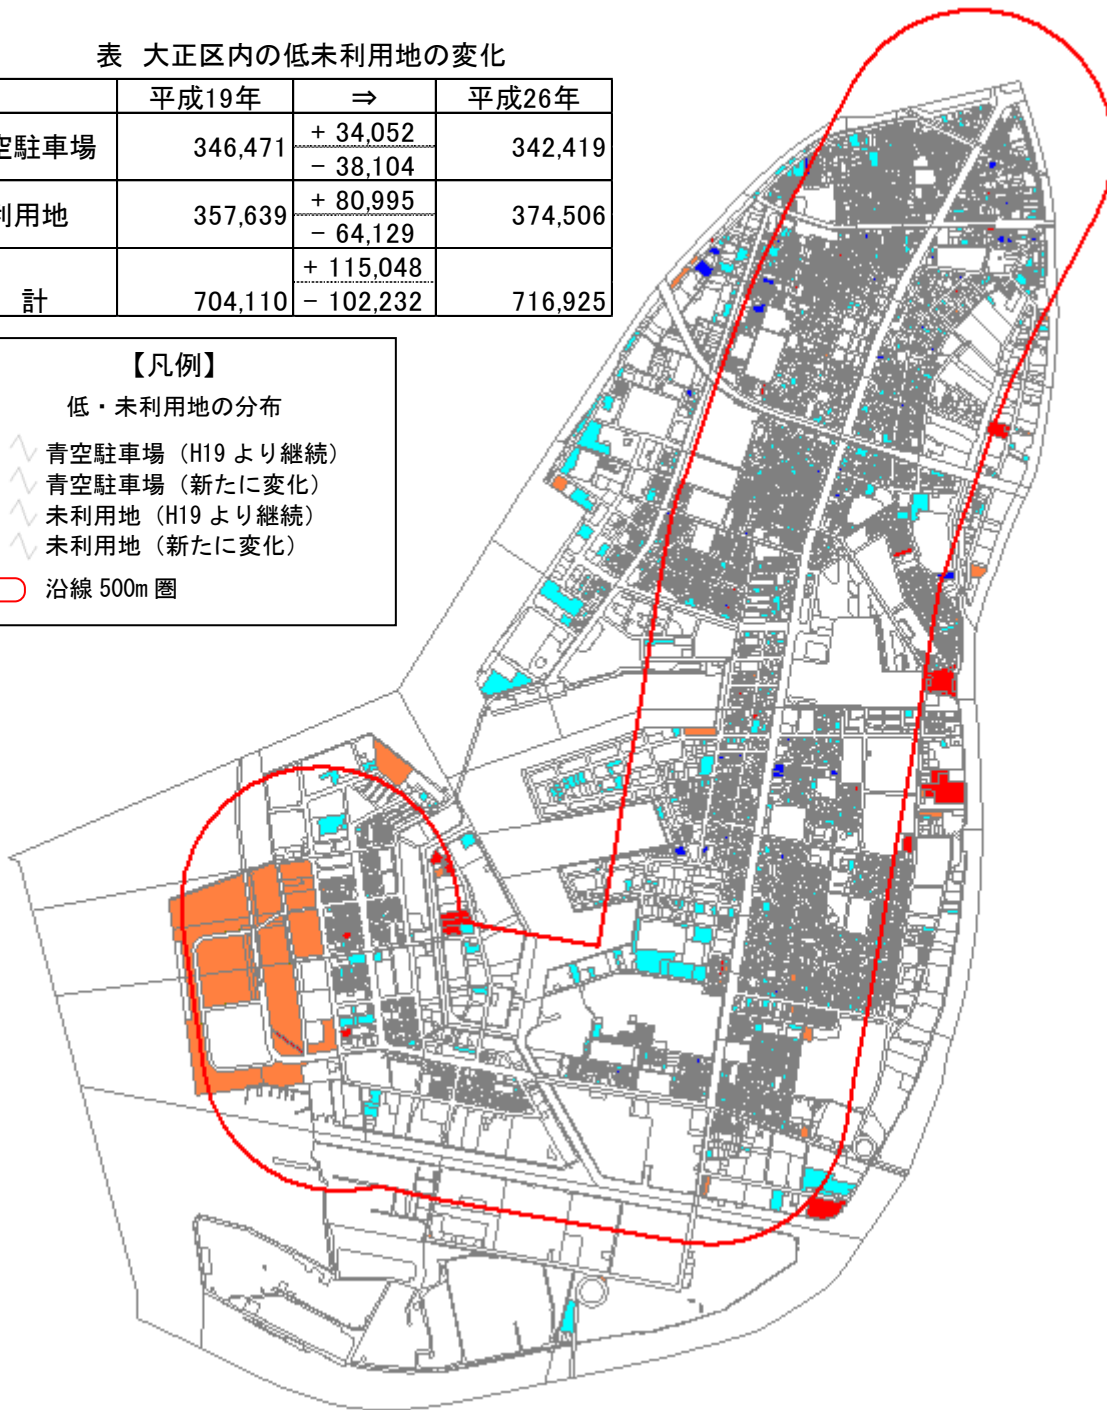 表 大正区内の低未利用地の変化
平成19年 ⇒ 平成26年
空駐車場 346,471 + 34,052 342,419
− 38,104
利用地 357,639 + 80,995 374,506
− 64,129
計 704,110 + 115,048 716,925
− 102,232
【凡例】
低・未利用地の分布
青空駐車場（H19 より継続）
青空駐車場（新たに変化）
未利用地（H19 より継続）
未利用地（新たに変化）
沿線 500m 圏